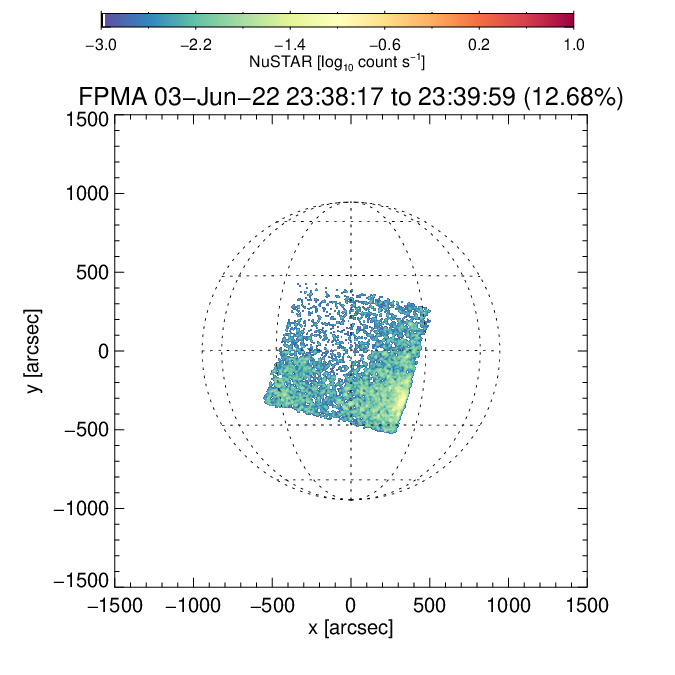 −3.0 −2.2 −1.4 −0.6 0.2 1.0
NuSTAR [log₁₀ count s⁻¹]
FPMA 03−Jun−22 23:38:17 to 23:39:59 (12.68%)
1500
1000
500
0
−500
−1000
−1500
y [arcsec]
−1500 −1000 −500 0 500 1000 1500
x [arcsec]